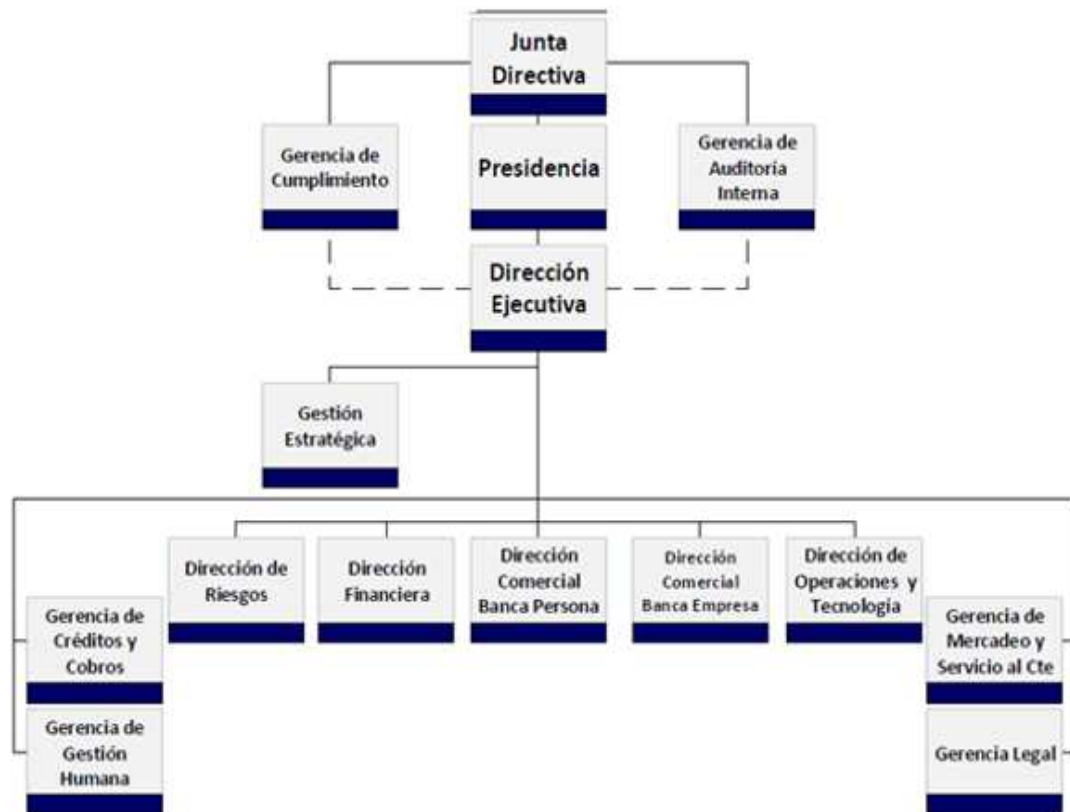 Junta
Directiva
Gerencia de
Cumplimiento
Presidencia
Gerencia de
Auditoría
Interna
Dirección
Ejecutiva
Gestión
Estratégica
Dirección de
Riesgos
Dirección
Financiera
Dirección
Comercial
Banca Persona
Dirección
Comercial
Banca Empresa
Dirección de
Operaciones y
Tecnología
Gerencia de
Créditos y
Cobros
Gerencia de
Mercadeo y
Servicio al Cte
Gerencia de
Gestión
Humana
Gerencia Legal